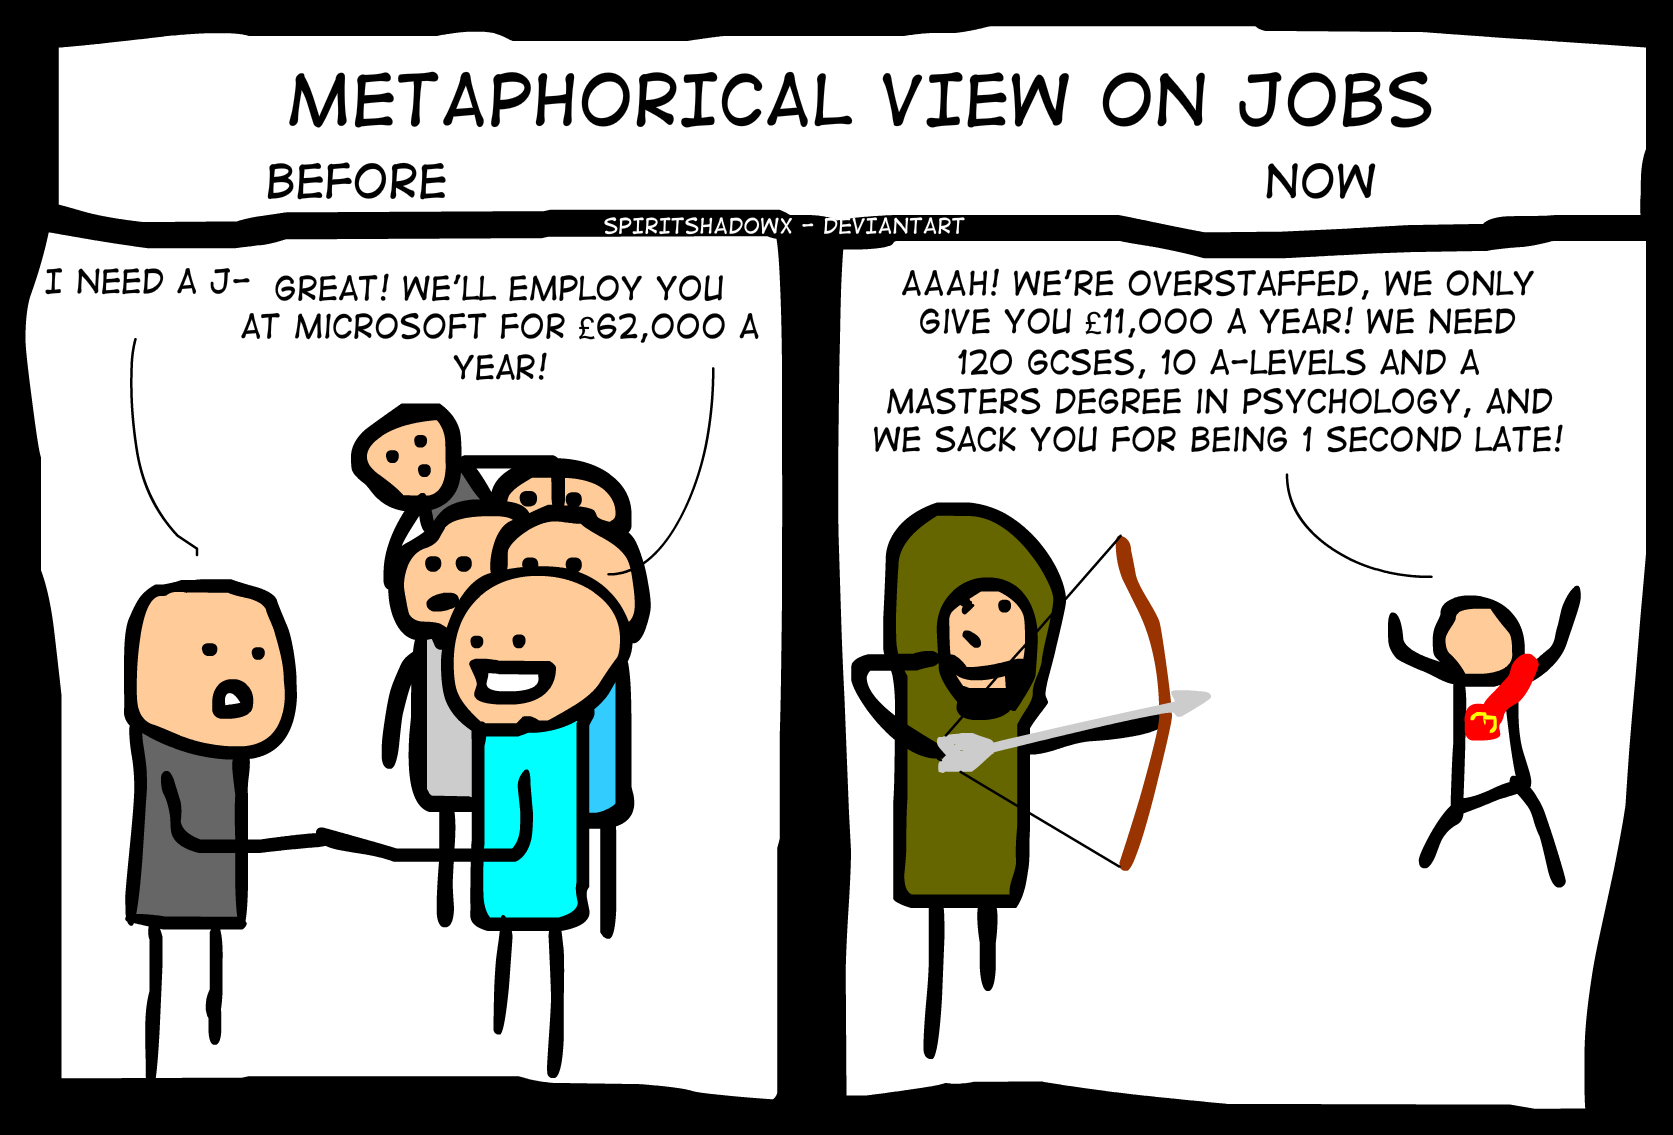 METAPHORICAL VIEW ON JOBS
BEFORE
NOW
SPIRITSHADOWX - DEVIANTART
I NEED A J-
GREAT! WE'LL EMPLOY YOU
AT MICROSOFT FOR £62,000 A
YEAR!
AAAH! WE'RE OVERSTAFFED, WE ONLY
GIVE YOU £11,000 A YEAR! WE NEED
120 GCSES, 10 A-LEVELS AND A
MASTERS DEGREE IN PSYCHOLOGY, AND
WE SACK YOU FOR BEING 1 SECOND LATE!